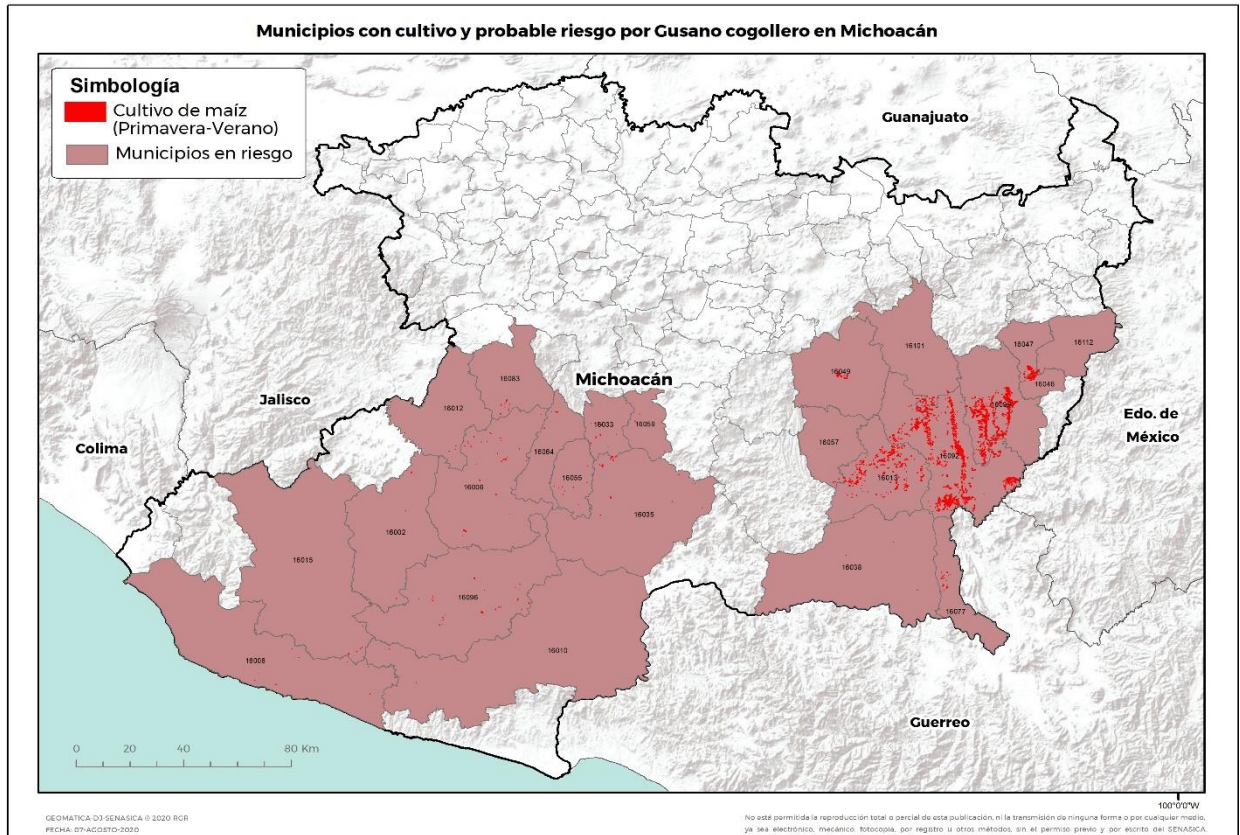 Municipios con cultivo y probable riesgo por Gusano cogollero en Michoacán
Simbología
Cultivo de maíz
(Primavera-Verano)
Municipios en riesgo
Guanajuato
Michoacán
Jalisco
Colima
Edo. de
México
Guerreo
16101
16047
16112
16049
16046
16083
16012
16033
16059
16064
16057
16092
16013
16055
16035
16002
16015
16038
16096
16077
16010
0 20 40 80 Km
100°0'0"W
GEOMATICA-DJ-SENASICA © 2020 RGR
FECHA: 07-AGOSTO-2020
No está permitida la reproducción total o parcial de esta publicación, ni la transmisión de ninguna forma o por cualquier medio,
ya sea electrónico, mecánico, fotocopia, por registro u otros métodos, sin el permiso previo y por escrito del SENASICA.